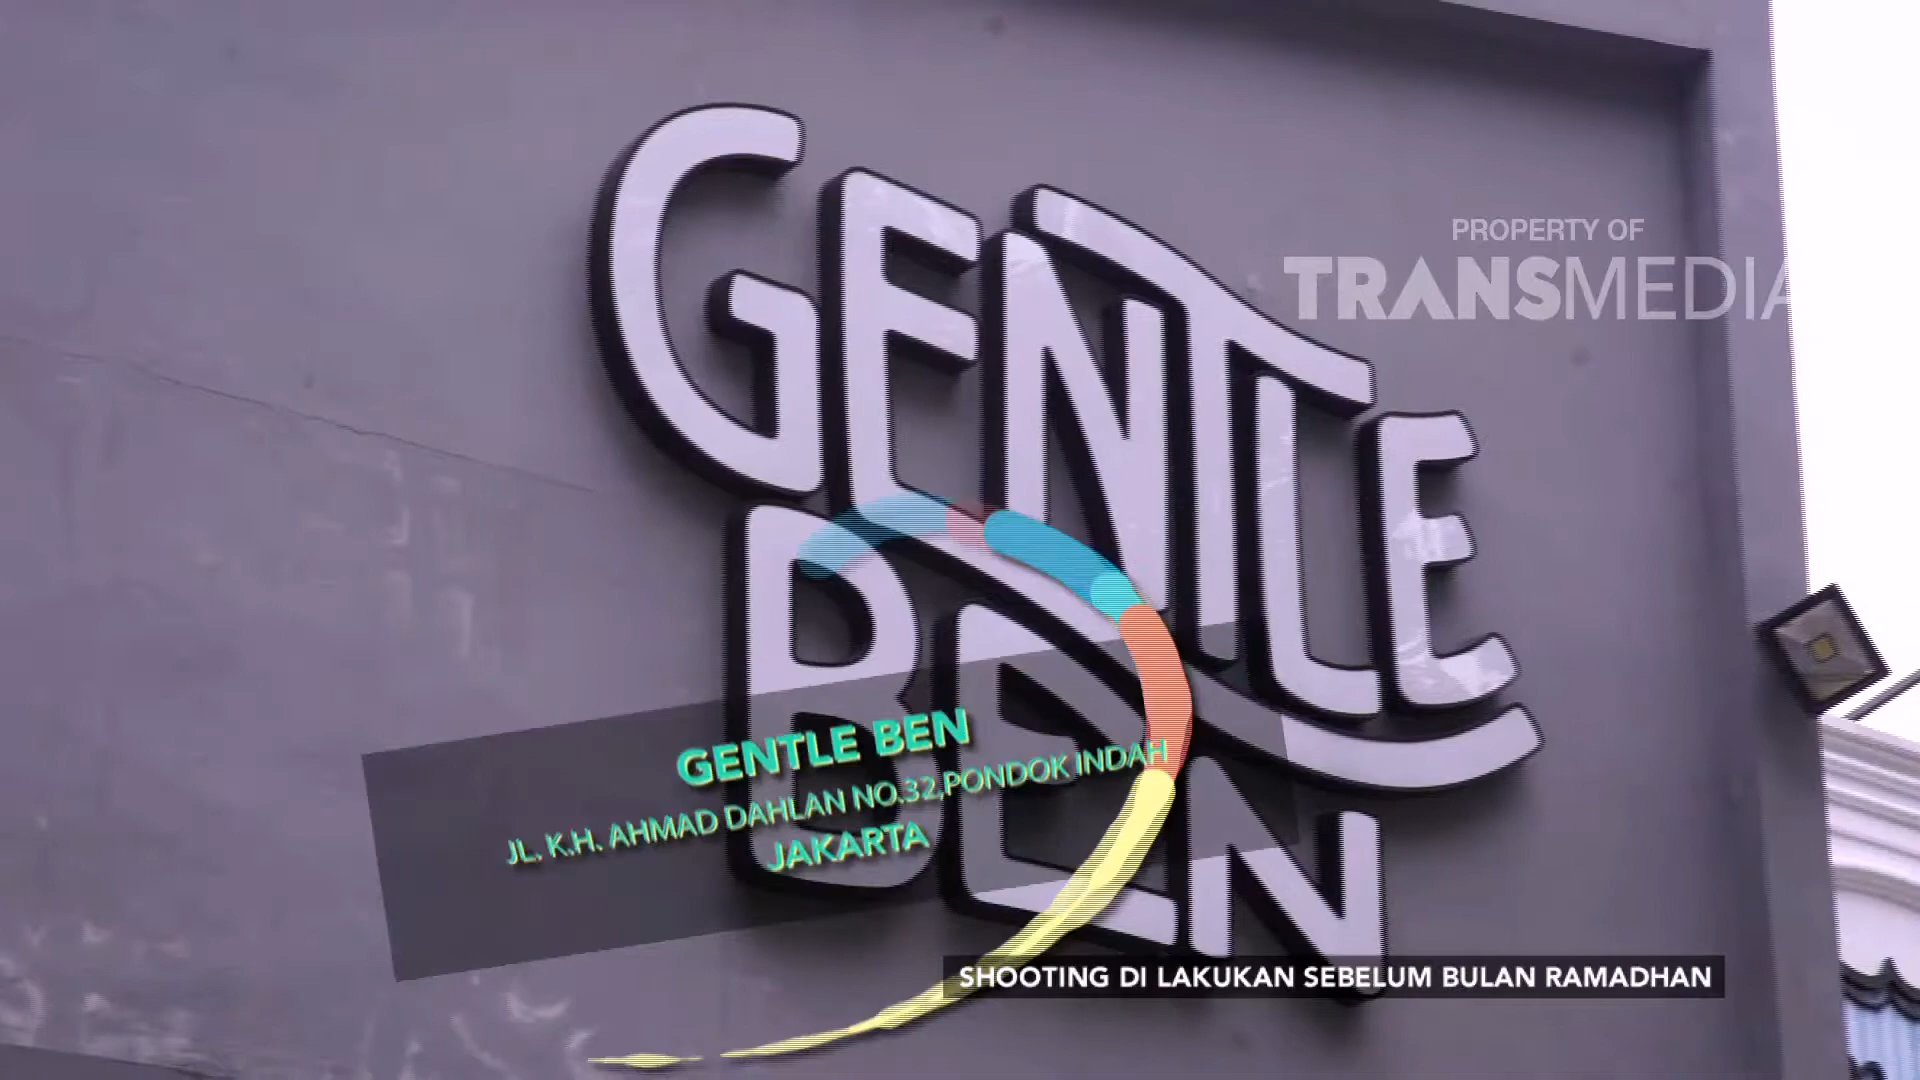 GENTLE
BEN
PROPERTY OF
TRANSMEDIA
GENTLE BEN
JL. K.H. AHMAD DAHLAN NO.32,PONDOK INDAH
JAKARTA
SHOOTING DI LAKUKAN SEBELUM BULAN RAMADHAN